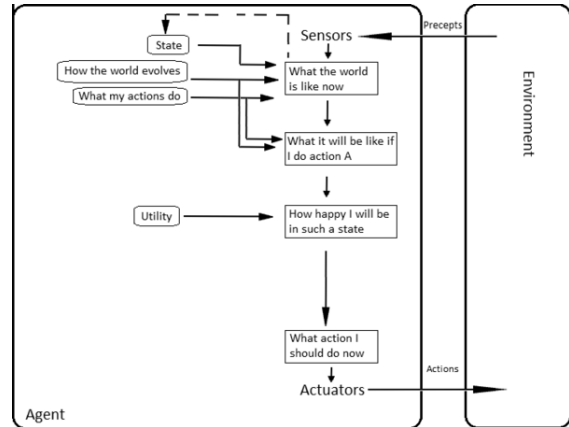 Sensors
Precepts
State
How the world evolves
What my actions do
What the world
is like now
What it will be like if
I do action A
Utility
How happy I will be
in such a state
What action I
should do now
Actuators
Actions
Agent
Environment